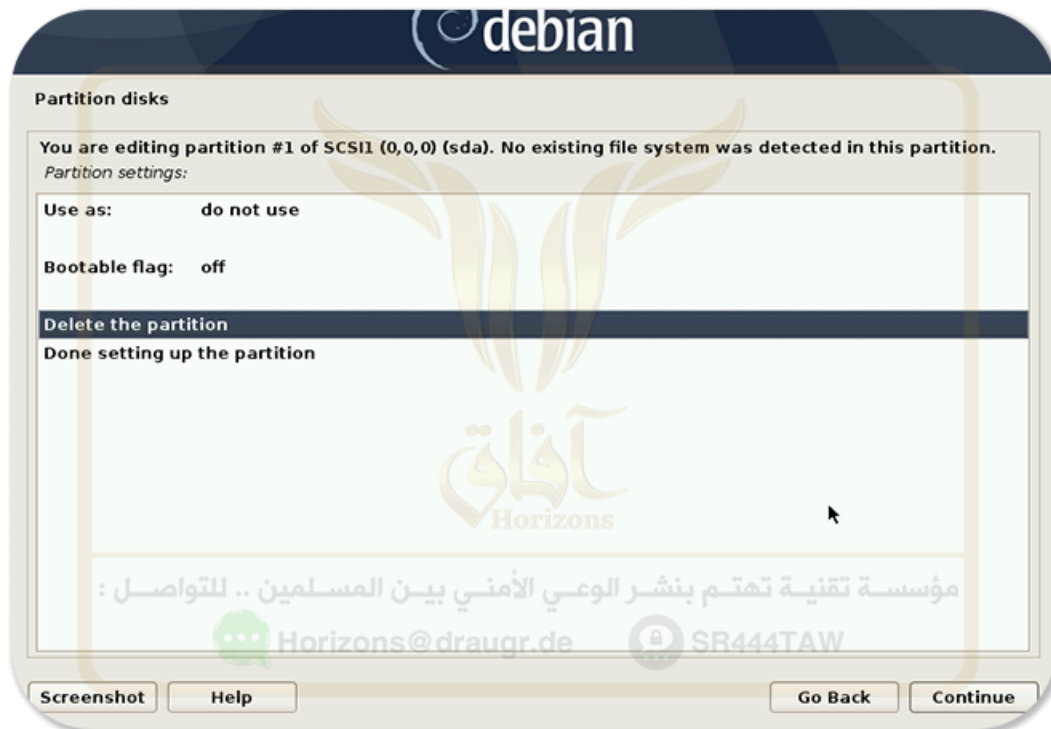 debian
Partition disks
You are editing partition #1 of SCSI1 (0,0,0) (sda). No existing file system was detected in this partition.
Partition settings:
Use as: do not use
Bootable flag: off
Delete the partition
Done setting up the partition
آفاق
Horizons
مؤسسة تقنية تهتم بنشر الوعي الأمني بين المسلمين .. للتواصل :
Horizons@draugr.de SR444TAW
Screenshot Help Go Back Continue